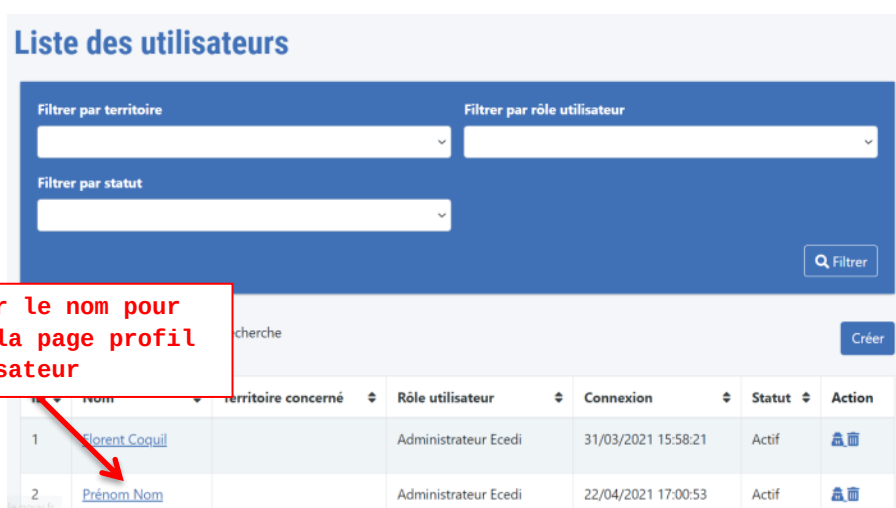 Liste des utilisateurs
Filtrer par territoire
Filtrer par rôle utilisateur
Filtrer par statut
Filtrer
le nom pour
la page profil
Créer
Nom
Territoire concerné
Rôle utilisateur
Connexion
Statut
Action
1
Florent Coquil
Administrateur Ecedi
31/03/2021 15:58:21
Actif
2
Prénom Nom
Administrateur Ecedi
22/04/2021 17:00:53
Actif